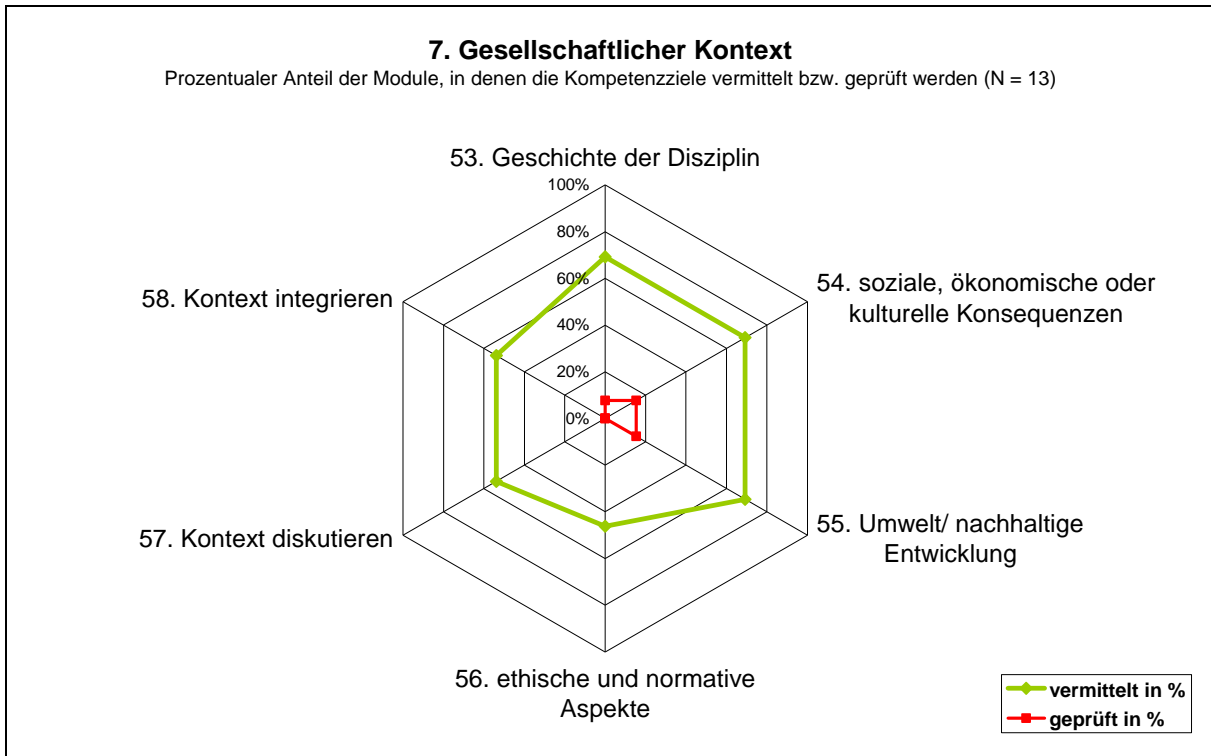 7. Gesellschaftlicher Kontext
Prozentualer Anteil der Module, in denen die Kompetenzziele vermittelt bzw. geprüft werden (N = 13)
53. Geschichte der Disziplin
100%
80%
60%
40%
20%
0%
54. soziale, ökonomische oder
kulturelle Konsequenzen
58. Kontext integrieren
57. Kontext diskutieren
55. Umwelt/ nachhaltige
Entwicklung
56. ethische und normative
Aspekte
vermittelt in %
geprüft in %